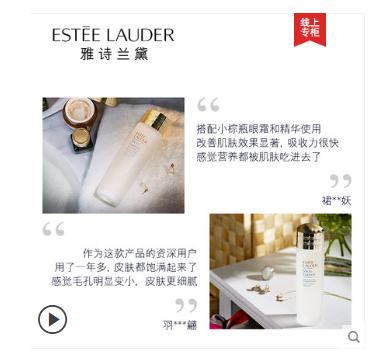 ESTĒE LAUDER
雅诗兰黛
线上
专柜
搭配小棕瓶眼霜和精华使用
改善肌肤效果显著，吸收力很快
感觉营养都被肌肤吃进去了
裙**妖
作为这款产品的资深用户
用了一年多，皮肤都饱满起来了
感觉毛孔明显变小，皮肤更细腻
羽***翩